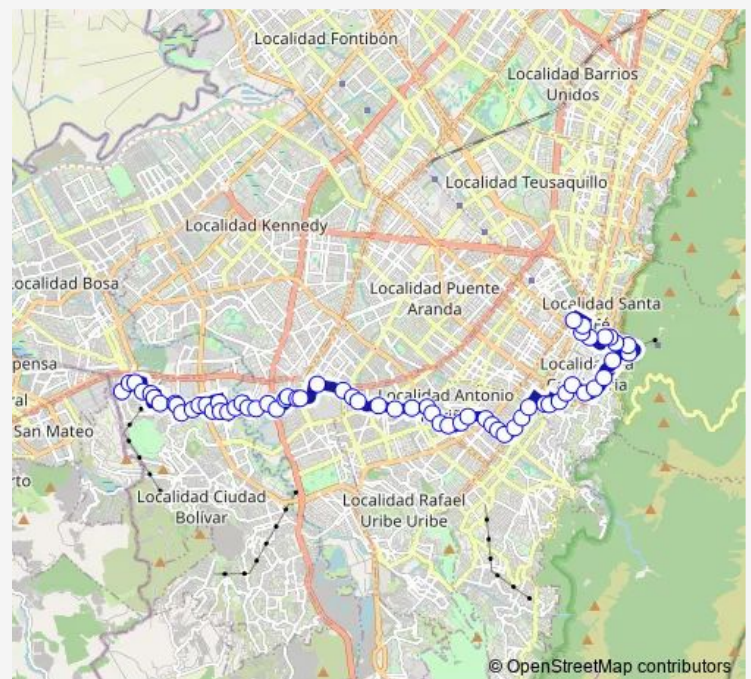 Localidad Fontibón
Localidad Barrios
Unidos
Localidad Teusaquillo
Localidad Kennedy
Localidad Bosa
Localidad Puente
Aranda
Localidad Santa
Fé
pensa
Localidad
Localidad Antonio
San Mateo
Localidad Ciudad
Bolívar
Localidad Rafael
Uribe Uribe
© OpenStreetMap contributors